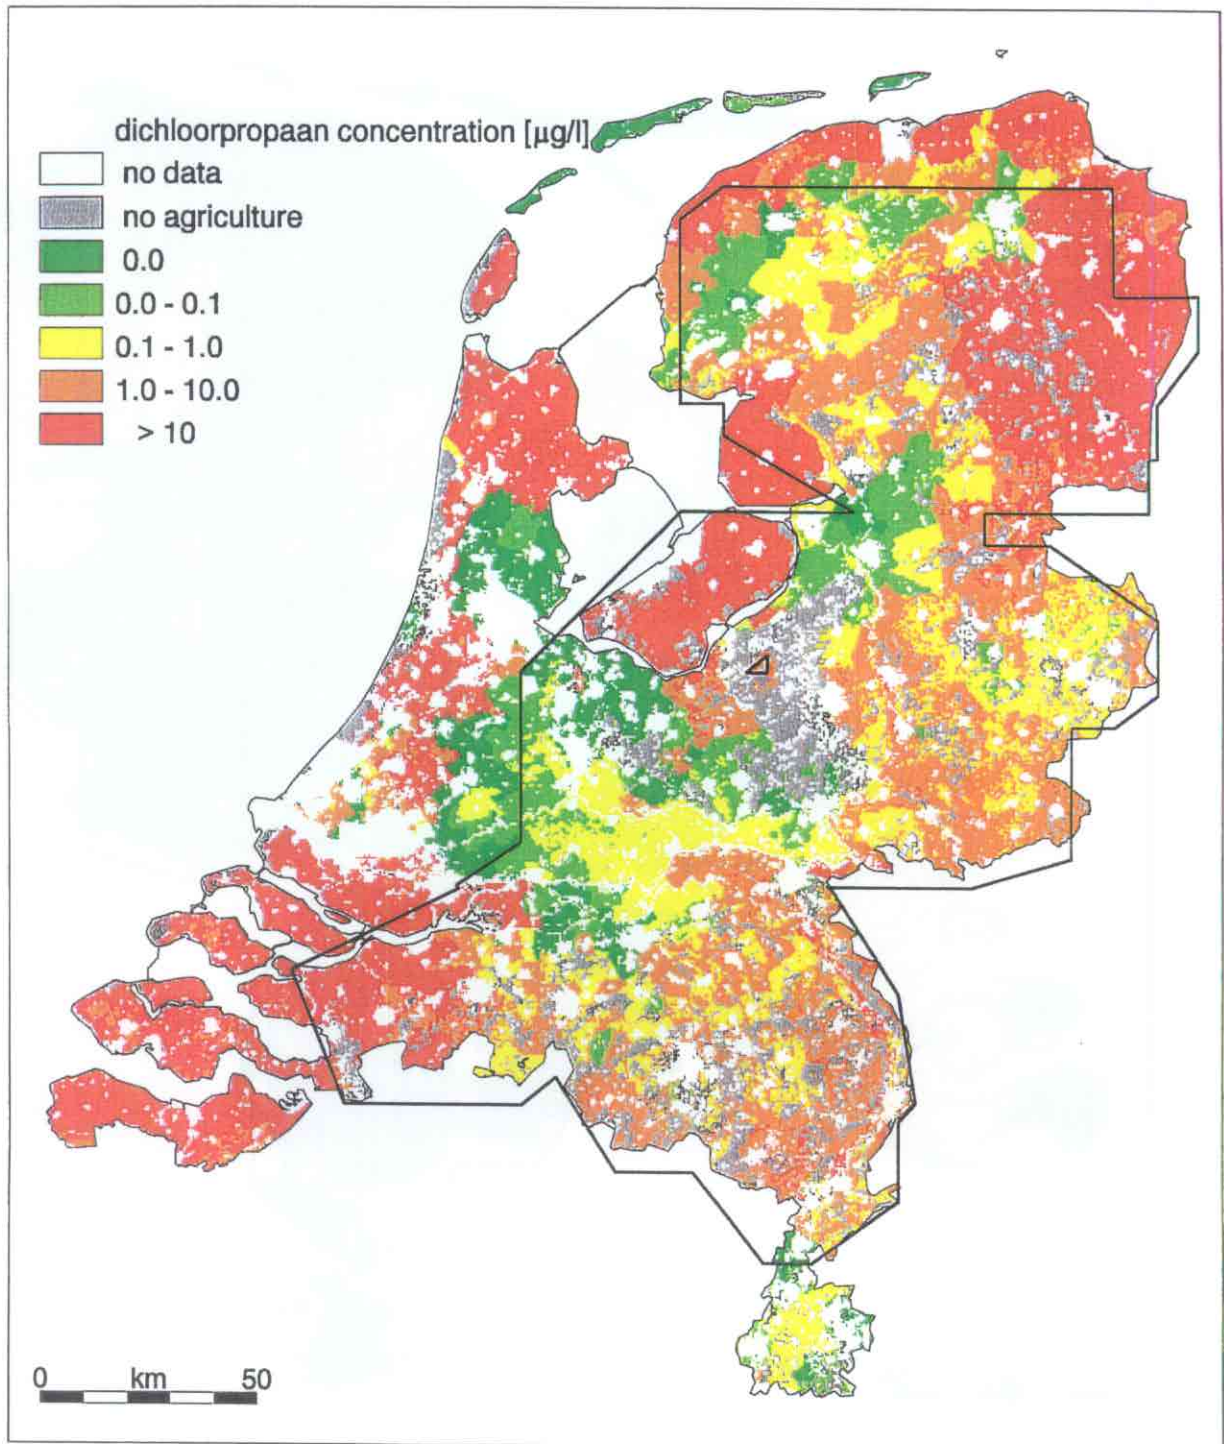 dichloorpropaan concentration [µg/l]
no data
no agriculture
0.0
0.0 - 0.1
0.1 - 1.0
1.0 - 10.0
> 10
0 km 50